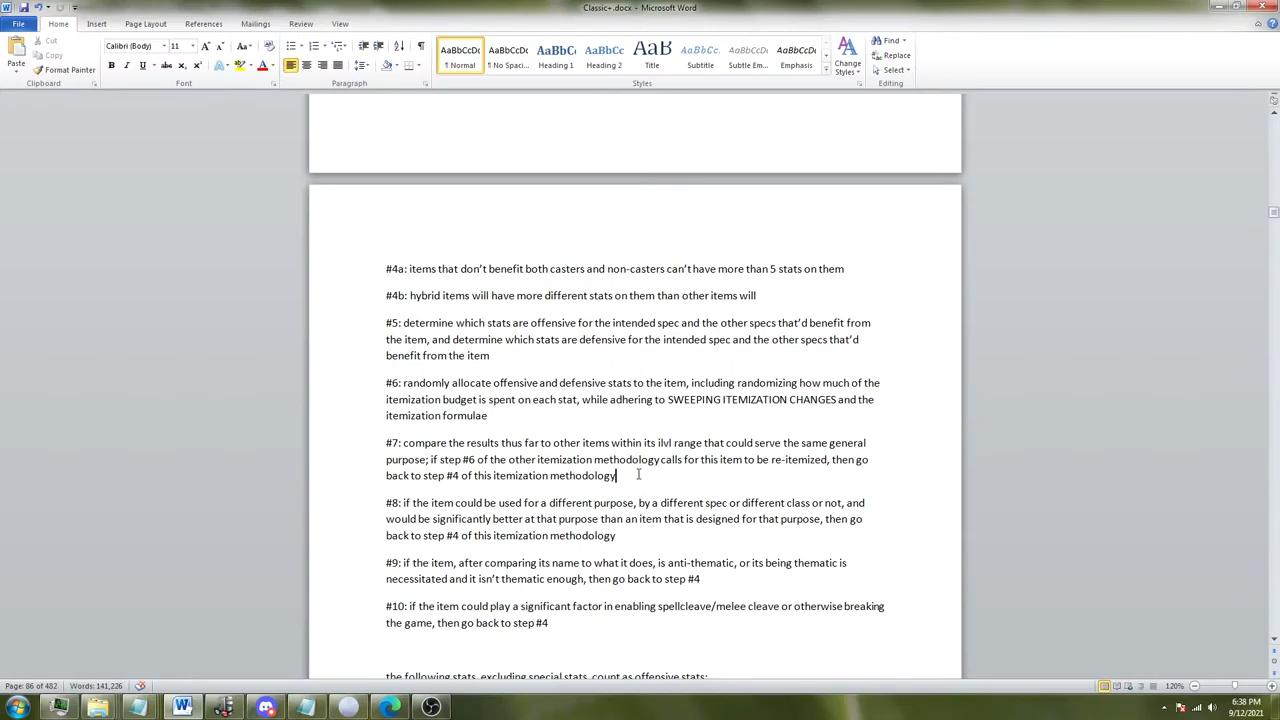 Classic+.docx - Microsoft Word
File Home Insert Page Layout References Mailings Review View
Cut
Copy
Format Painter
Paste
Clipboard
Calibri (Body) 11
Font
Paragraph
AaBbCcDc AaBbCcDc AaBbCc AaBbCc AaB AaBbCc. AaBbCcDc AaBbCcDc
¶ Normal ¶ No Spaci... Heading 1 Heading 2 Title Subtitle Subtle Em... Emphasis
Change Styles
Styles
Find
Replace
Select
Editing
#4a: items that don't benefit both casters and non-casters can't have more than 5 stats on them
#4b: hybrid items will have more different stats on them than other items will
#5: determine which stats are offensive for the intended spec and the other specs that'd benefit from
the item, and determine which stats are defensive for the intended spec and the other specs that'd
benefit from the item
#6: randomly allocate offensive and defensive stats to the item, including randomizing how much of the
itemization budget is spent on each stat, while adhering to SWEEPING ITEMIZATION CHANGES and the
itemization formulae
#7: compare the results thus far to other items within its ilvl range that could serve the same general
purpose; if step #6 of the other itemization methodology calls for this item to be re-itemized, then go
back to step #4 of this itemization methodology
#8: if the item could be used for a different purpose, by a different spec or different class or not, and
would be significantly better at that purpose than an item that is designed for that purpose, then go
back to step #4 of this itemization methodology
#9: if the item, after comparing its name to what it does, is anti-thematic, or its being thematic is
necessitated and it isn't thematic enough, then go back to step #4
#10: if the item could play a significant factor in enabling spellcleave/melee cleave or otherwise breaking
the game, then go back to step #4
the following stats, excluding special stats, count as offensive stats:
Page: 86 of 482 Words: 141,226
120%
6:38 PM
9/12/2021